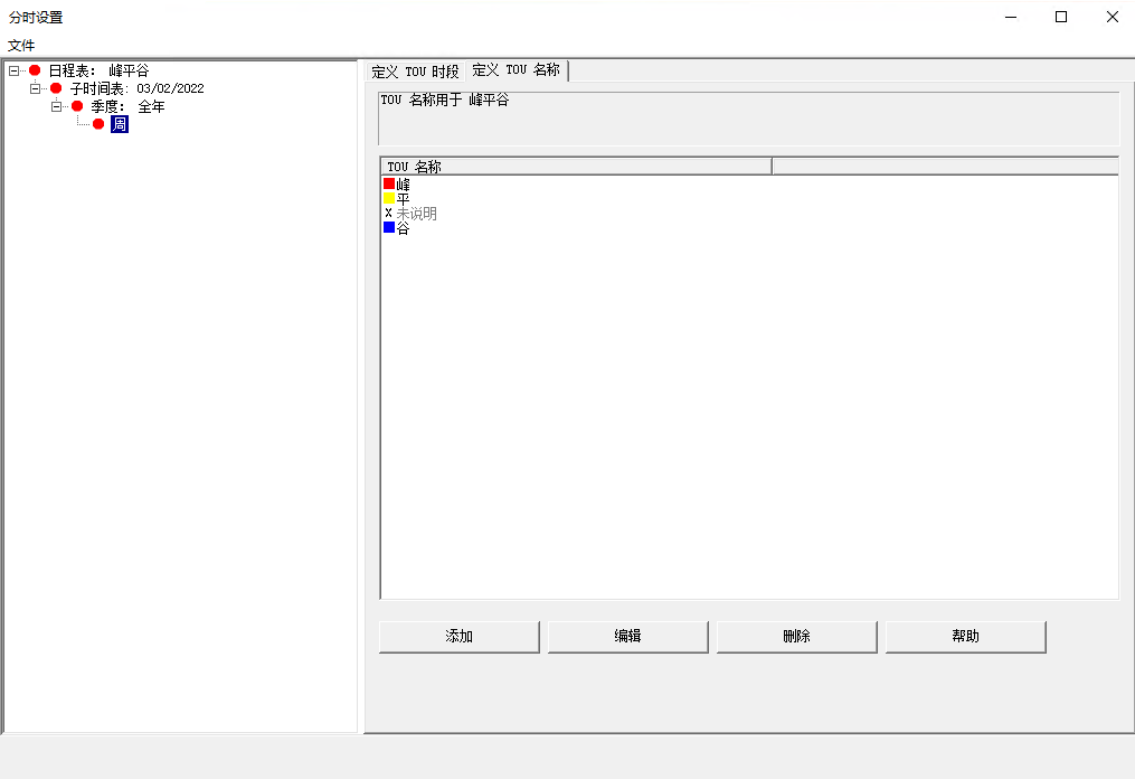 分时设置
文件
日程表： 峰平谷
子时间表: 03/02/2022
季度： 全年
周
定义 TOU 时段
定义 TOU 名称
TOU 名称用于 峰平谷
TOU 名称
峰
平
X 未说明
谷
添加
编辑
删除
帮助